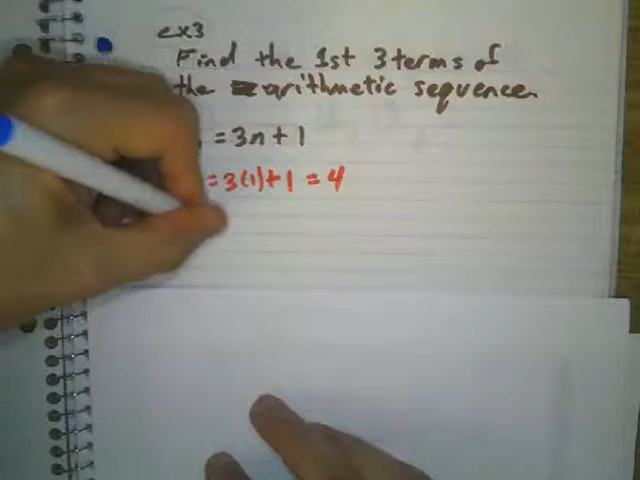 ex3
Find the 1st 3 terms of
the arithmetic sequence.
= 3n + 1
= 3(1) + 1 = 4